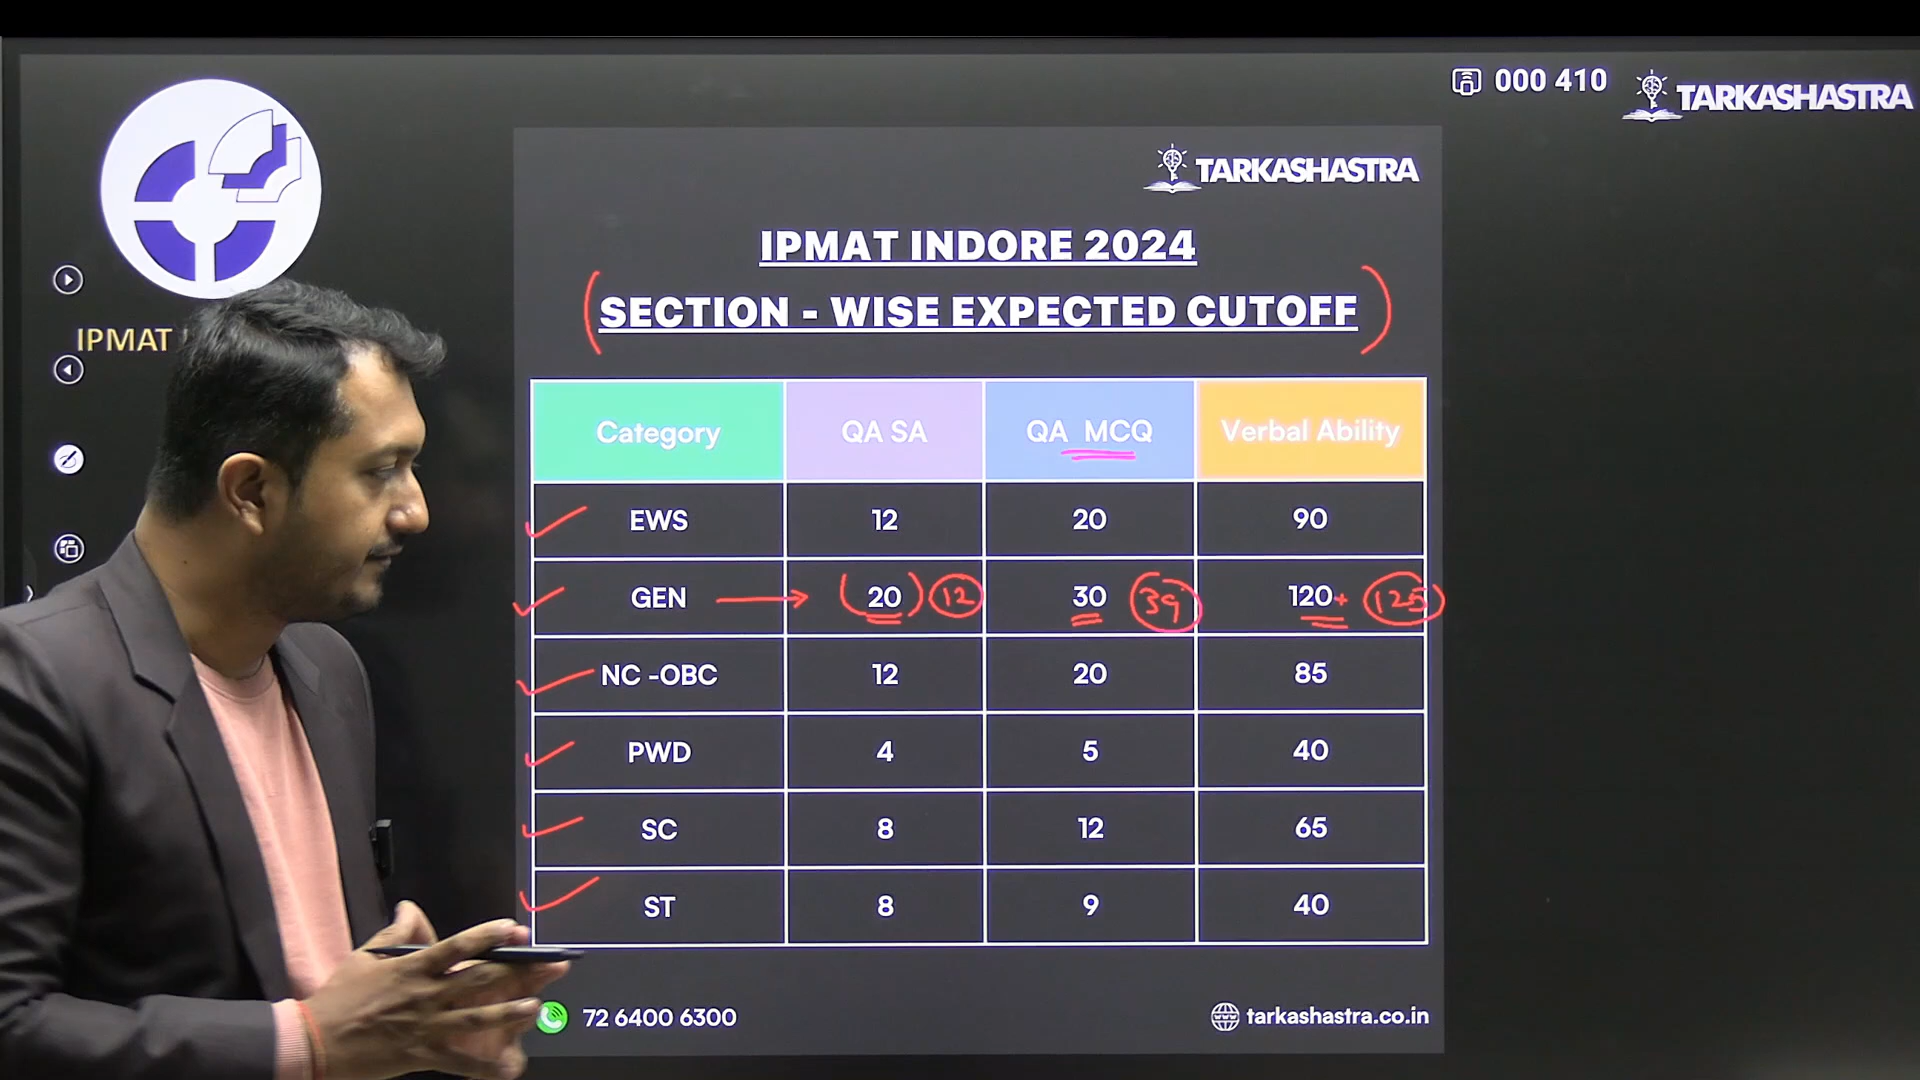 000 410
TARKASHASTRA
TARKASHASTRA
IPMAT INDORE 2024
SECTION - WISE EXPECTED CUTOFF
IPMAT
Category QA SA QA MCQ Verbal Ability
EWS 12 20 90
GEN 20 12 30 39 120+ 125
NC -OBC 12 20 85
PWD 4 5 40
SC 8 12 65
ST 8 9 40
72 6400 6300
tarkashastra.co.in